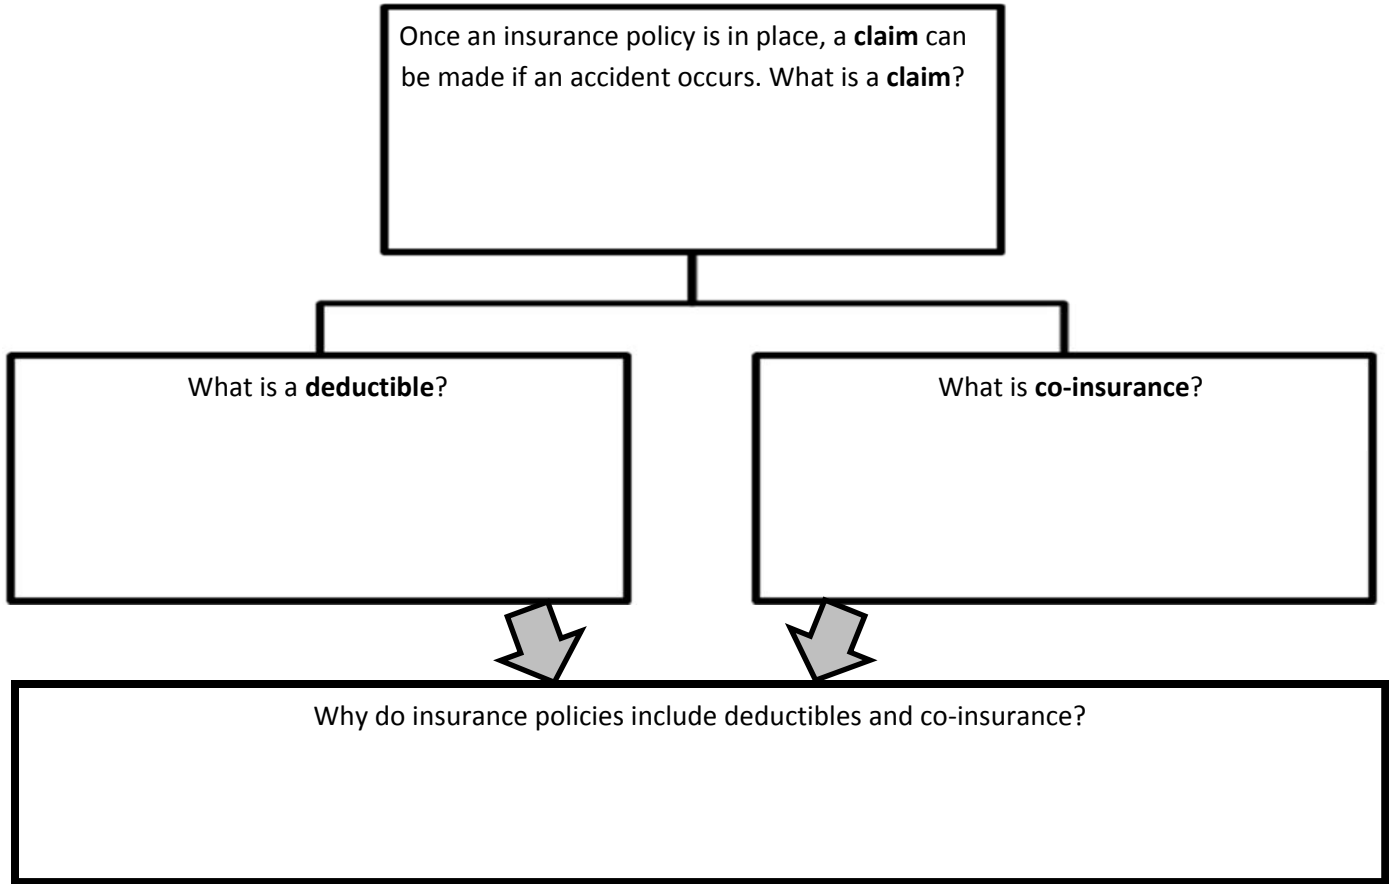 Once an insurance policy is in place, a claim can
be made if an accident occurs. What is a claim?
What is a deductible?
What is co-insurance?
Why do insurance policies include deductibles and co-insurance?